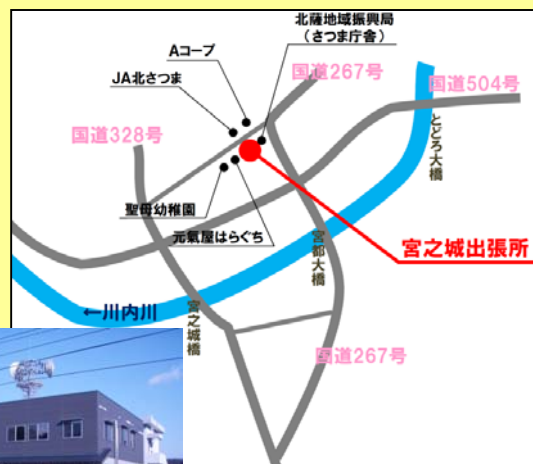 北薩地域振興局
（さつま庁舎）
Aコープ
JA北さつま
国道267号
国道504号
国道328号
とどろ大橋
聖母幼稚園
元氣屋はらぐち
宮都大橋
宮之城出張所
←川内川
宮之城橋
国道267号